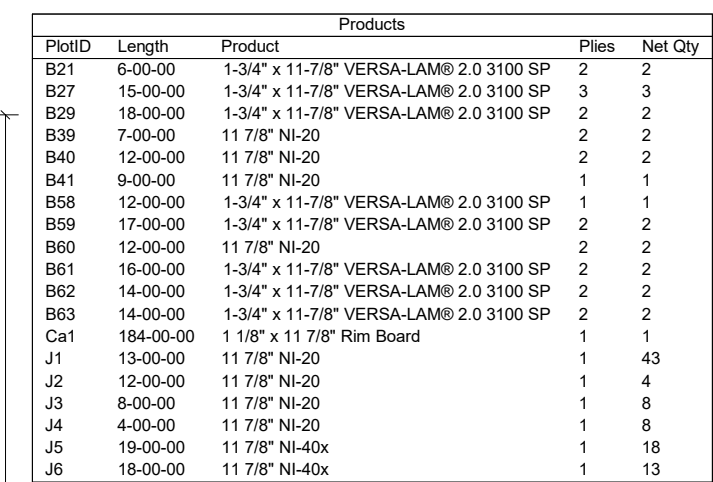 Products
PlotID Length Product Plies Net Qty
B21 6-00-00 1-3/4" x 11-7/8" VERSA-LAM® 2.0 3100 SP 2 2
B27 15-00-00 1-3/4" x 11-7/8" VERSA-LAM® 2.0 3100 SP 3 3
B29 18-00-00 1-3/4" x 11-7/8" VERSA-LAM® 2.0 3100 SP 2 2
B39 7-00-00 11 7/8" NI-20 2 2
B40 12-00-00 11 7/8" NI-20 2 2
B41 9-00-00 11 7/8" NI-20 1 1
B58 12-00-00 1-3/4" x 11-7/8" VERSA-LAM® 2.0 3100 SP 1 1
B59 17-00-00 1-3/4" x 11-7/8" VERSA-LAM® 2.0 3100 SP 2 2
B60 12-00-00 11 7/8" NI-20 2 2
B61 16-00-00 1-3/4" x 11-7/8" VERSA-LAM® 2.0 3100 SP 2 2
B62 14-00-00 1-3/4" x 11-7/8" VERSA-LAM® 2.0 3100 SP 2 2
B63 14-00-00 1-3/4" x 11-7/8" VERSA-LAM® 2.0 3100 SP 2 2
Ca1 184-00-00 1 1/8" x 11 7/8" Rim Board 1 1
J1 13-00-00 11 7/8" NI-20 1 43
J2 12-00-00 11 7/8" NI-20 1 4
J3 8-00-00 11 7/8" NI-20 1 8
J4 4-00-00 11 7/8" NI-20 1 8
J5 19-00-00 11 7/8" NI-40x 1 18
J6 18-00-00 11 7/8" NI-40x 1 13